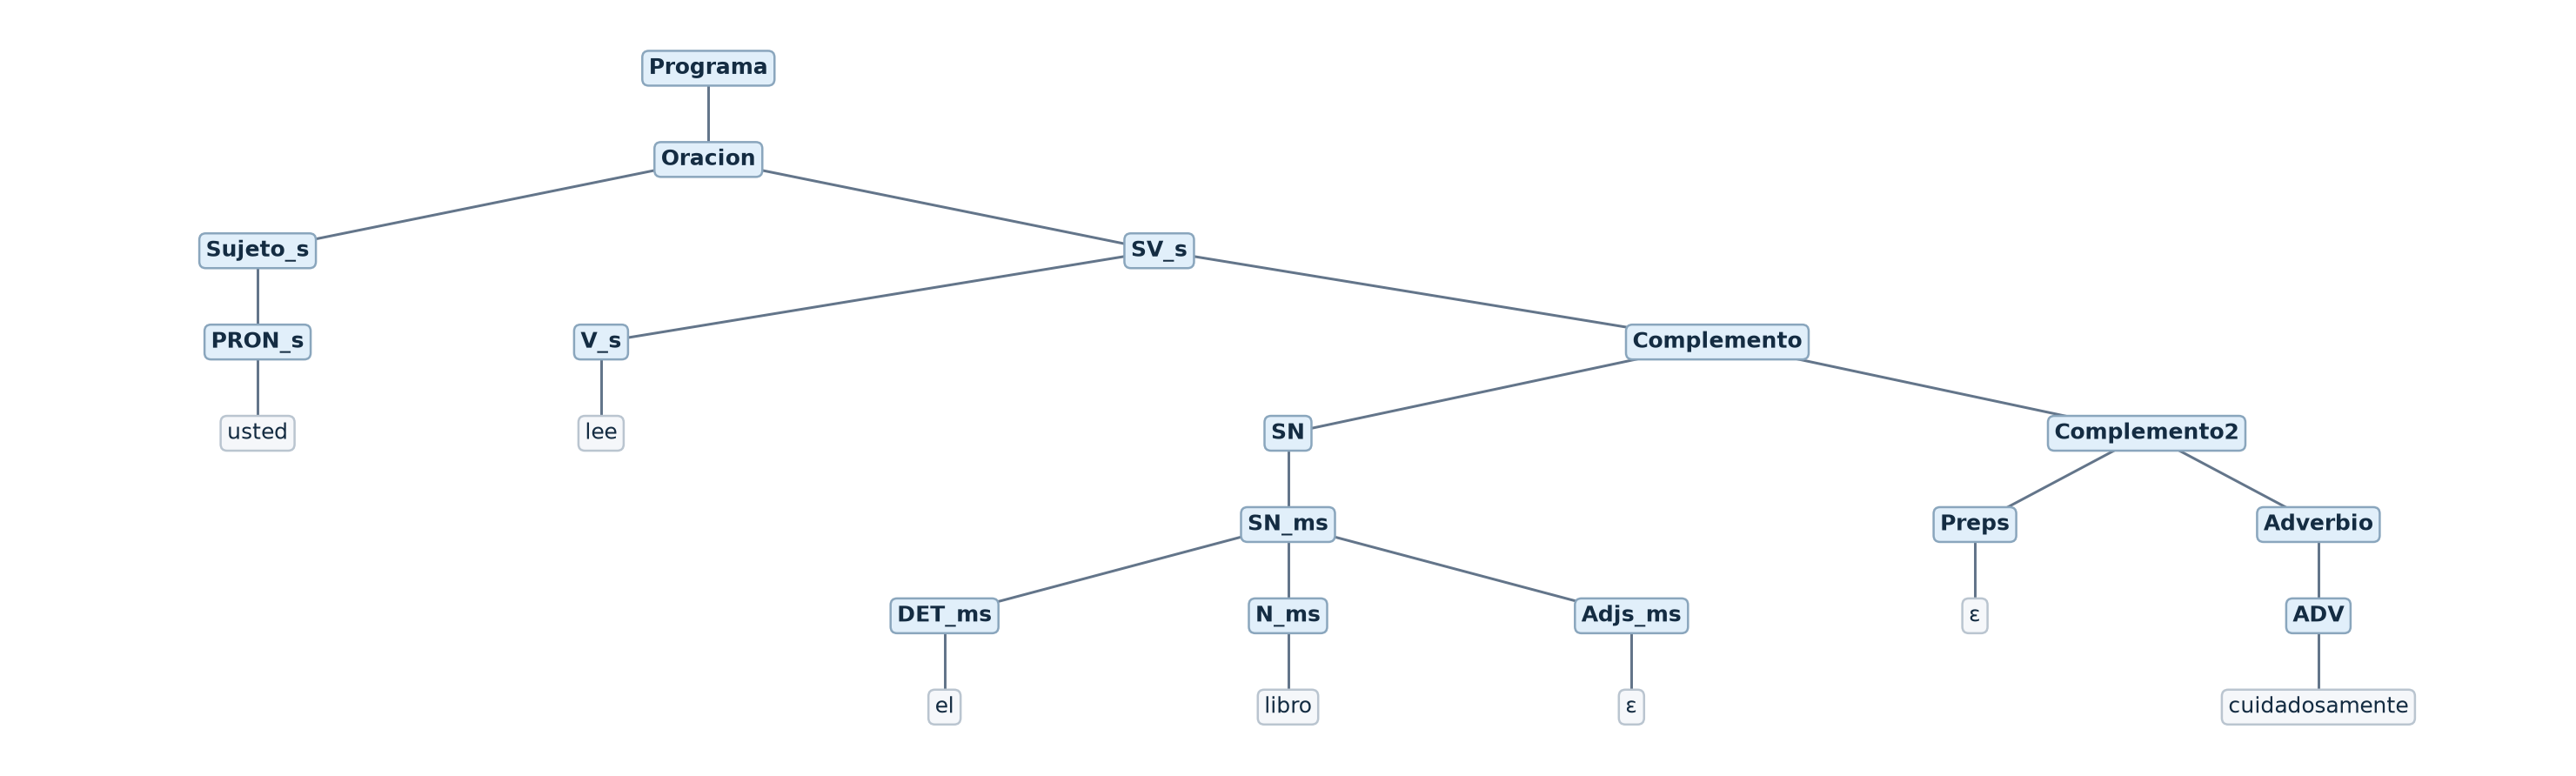 Programa
Oracion
Sujeto_s SV_s
PRON_s V_s Complemento
usted lee SN Complemento2
SN_ms Preps Adverbio
DET_ms N_ms Adjs_ms ε ADV
el libro ε cuidadosamente